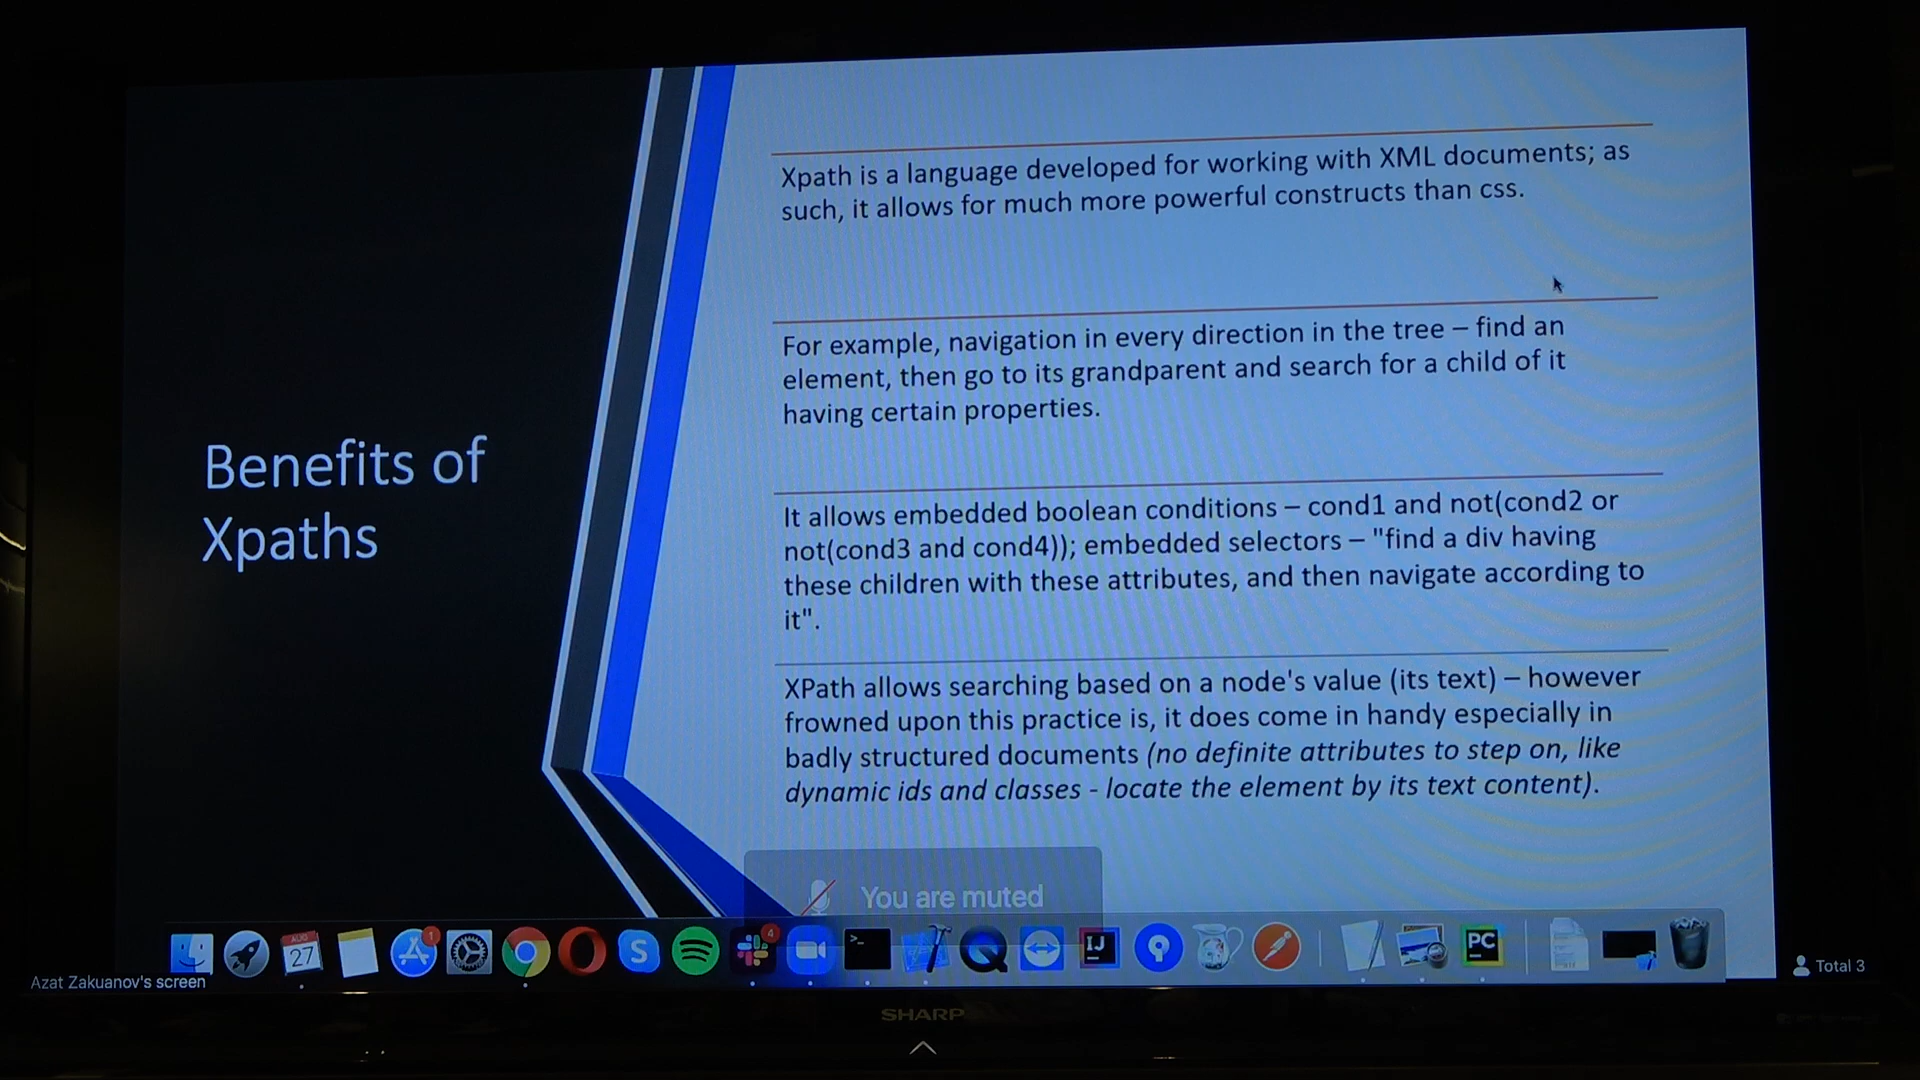 Benefits of
Xpaths
Xpath is a language developed for working with XML documents; as
such, it allows for much more powerful constructs than css.
For example, navigation in every direction in the tree – find an
element, then go to its grandparent and search for a child of it
having certain properties.
It allows embedded boolean conditions – cond1 and not(cond2 or
not(cond3 and cond4)); embedded selectors – "find a div having
these children with these attributes, and then navigate according to
it".
XPath allows searching based on a node's value (its text) – however
frowned upon this practice is, it does come in handy especially in
badly structured documents (no definite attributes to step on, like
dynamic ids and classes - locate the element by its text content).
You are muted
AUG
27
1
S
4
>_
IJ
PC
Azat Zakuanov's screen
Total 3
SHARP